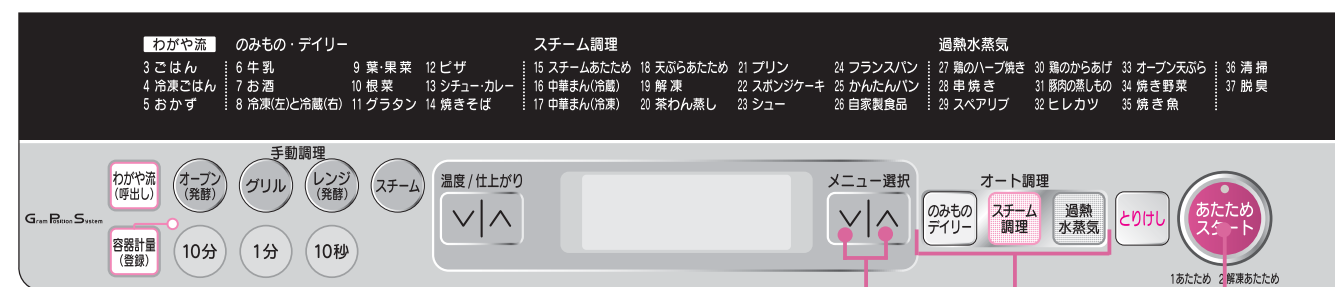 わがや流 のみもの・デイリー スチーム調理 過熱水蒸気
3 ごはん 6 牛乳 9 葉・果菜 12 ピザ 15 スチームあたため 18 天ぷらあたため 21 プリン 24 フランスパン 27 鶏のハーブ焼き 30 鶏のからあげ 33 オーブン天ぷら 36 清掃
4 冷凍ごはん 7 お酒 10 根菜 13 シチュー・カレー 16 中華まん(冷蔵) 19 解凍 22 スポンジケーキ 25 かんたんパン 28 串焼き 31 豚肉の蒸しもの 34 焼き野菜 37 脱臭
5 おかず 8 冷凍(左)と冷蔵(右) 11 グラタン 14 焼きそば 17 中華まん(冷凍) 20 茶わん蒸し 23 シュー 26 自家製食品 29 スペアリブ 32 ヒレカツ 35 焼き魚
手動調理
わがや流
(呼出し)
オーブン
(発酵)
グリル
レンジ
(発酵)
スチーム
温度/仕上がり
メニュー選択
オート調理
のみもの
デイリー
スチーム
調理
過熱
水蒸気
とりけし
あたため
スタート
Gram Position System
容器計量
(登録)
10分
1分
10秒
1あたため 2解凍あたため